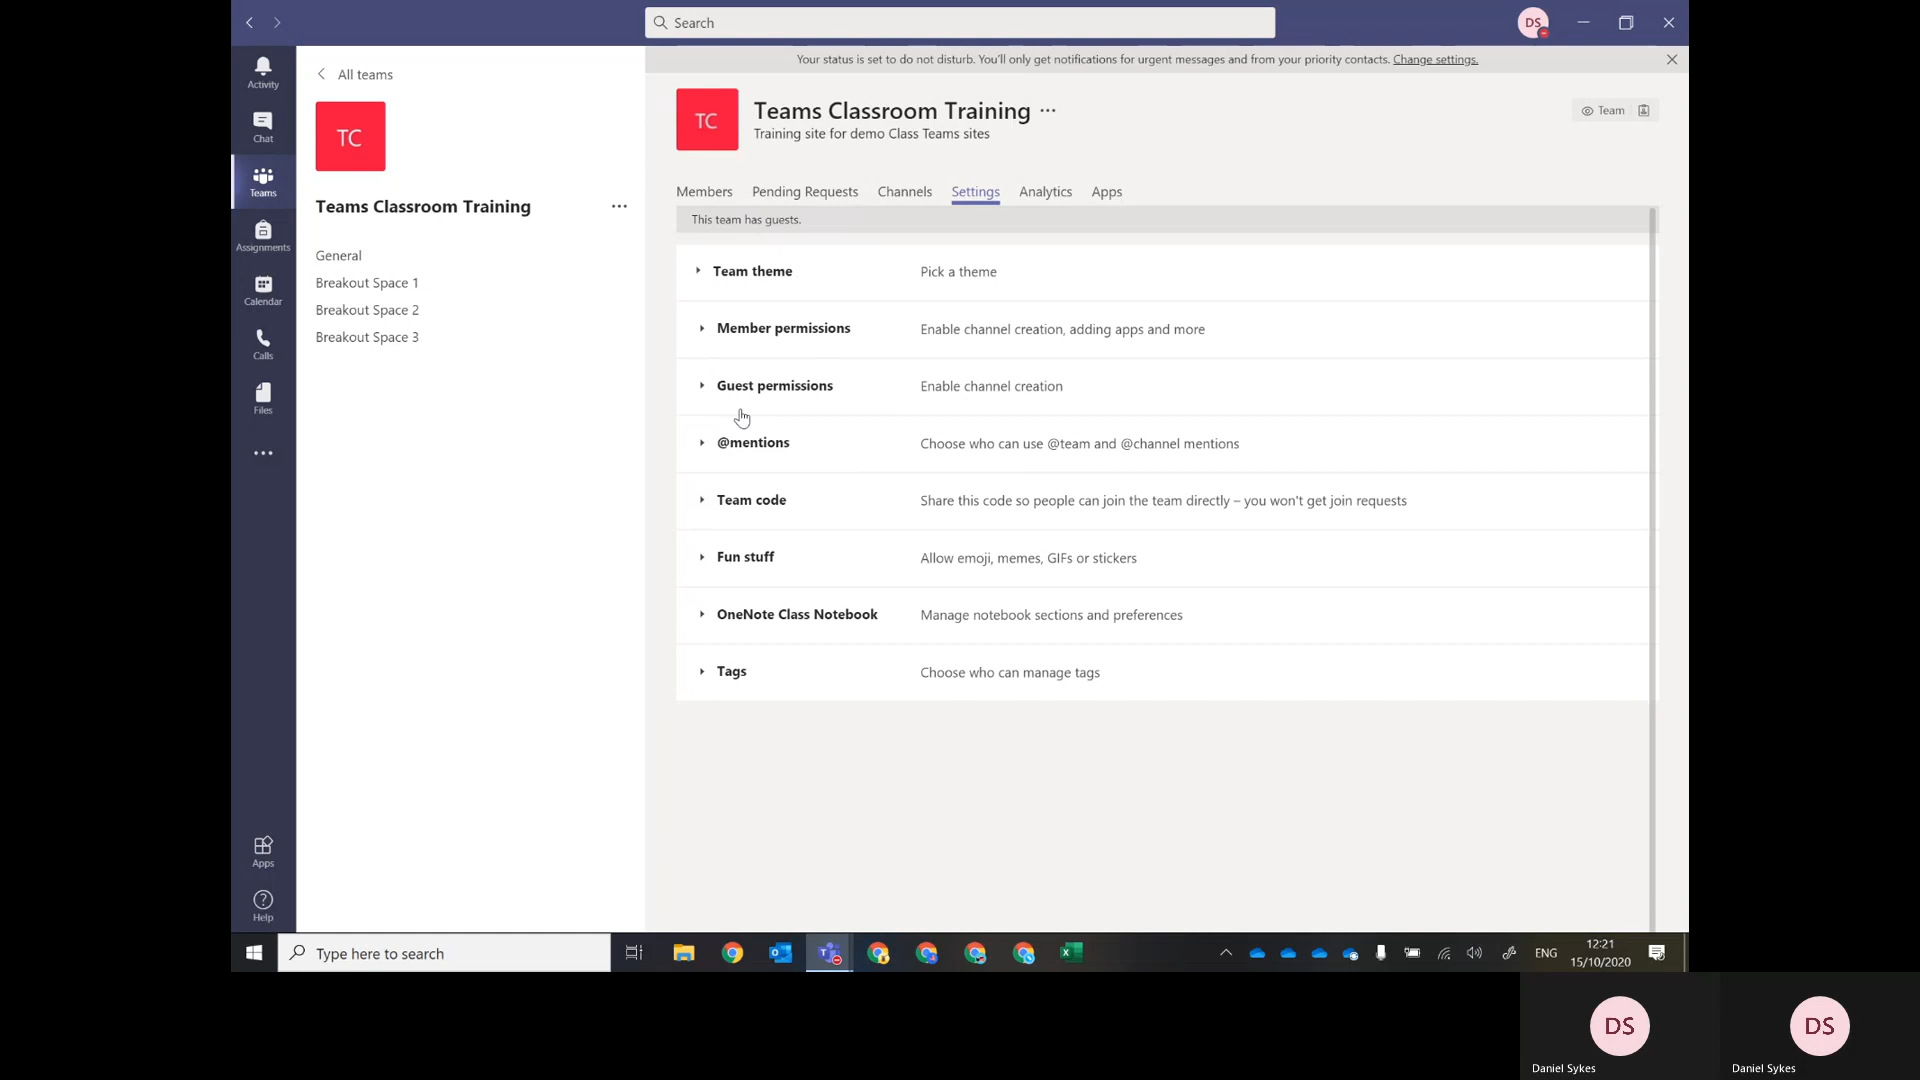 Search
DS
Your status is set to do not disturb. You'll only get notifications for urgent messages and from your priority contacts. Change settings.
Activity
Chat
Teams
Assignments
Calendar
Calls
Files
Apps
Help
All teams
TC
Teams Classroom Training
General
Breakout Space 1
Breakout Space 2
Breakout Space 3
TC
Teams Classroom Training
Training site for demo Class Teams sites
Team
Members Pending Requests Channels Settings Analytics Apps
This team has guests.
Team theme Pick a theme
Member permissions Enable channel creation, adding apps and more
Guest permissions Enable channel creation
@mentions Choose who can use @team and @channel mentions
Team code Share this code so people can join the team directly – you won't get join requests
Fun stuff Allow emoji, memes, GIFs or stickers
OneNote Class Notebook Manage notebook sections and preferences
Tags Choose who can manage tags
Type here to search
ENG
12:21
15/10/2020
DS
Daniel Sykes
DS
Daniel Sykes